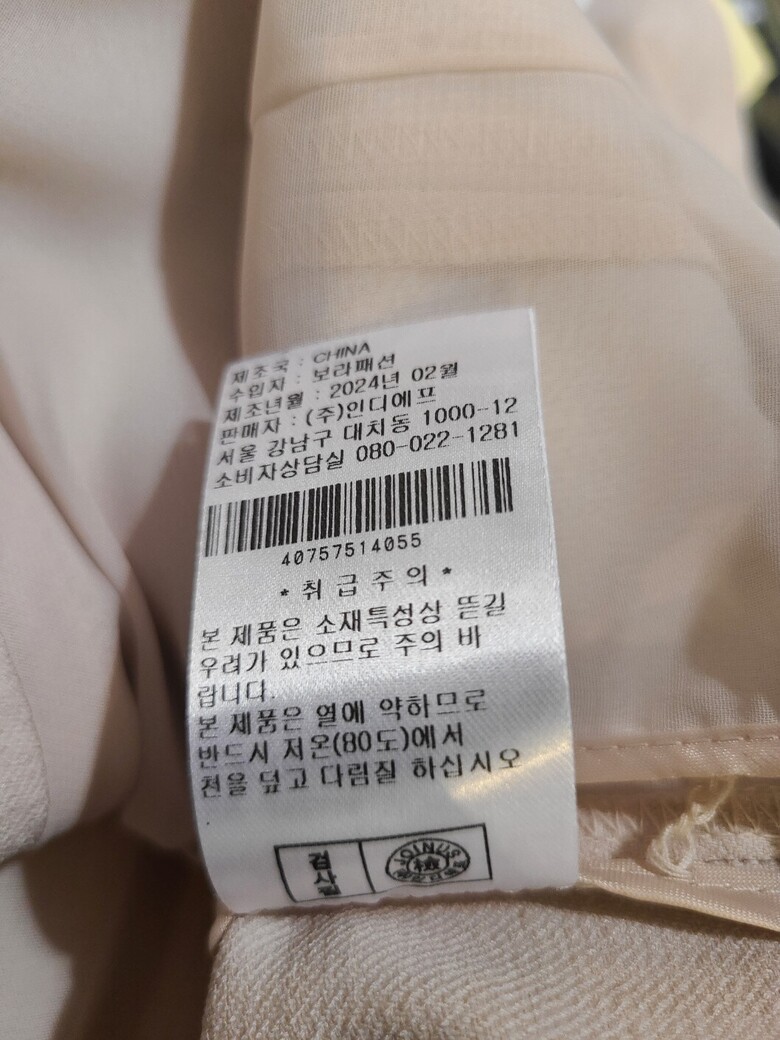 제조국 : CHINA
수입자 : 보라패션
제조년월 : 2024년 02월
판매자 : (주)인디에프
서울 강남구 대치동 1000-12
소비자상담실 080-022-1281
40757514055
* 취 급 주 의 *
본 제품은 소재특성상 뜯길
우려가 있으므로 주의 바
랍니다.
본 제품은 열에 약하므로
반드시 저온(80도)에서
천을 덮고 다림질 하십시오
검사필
JOINUS
檢